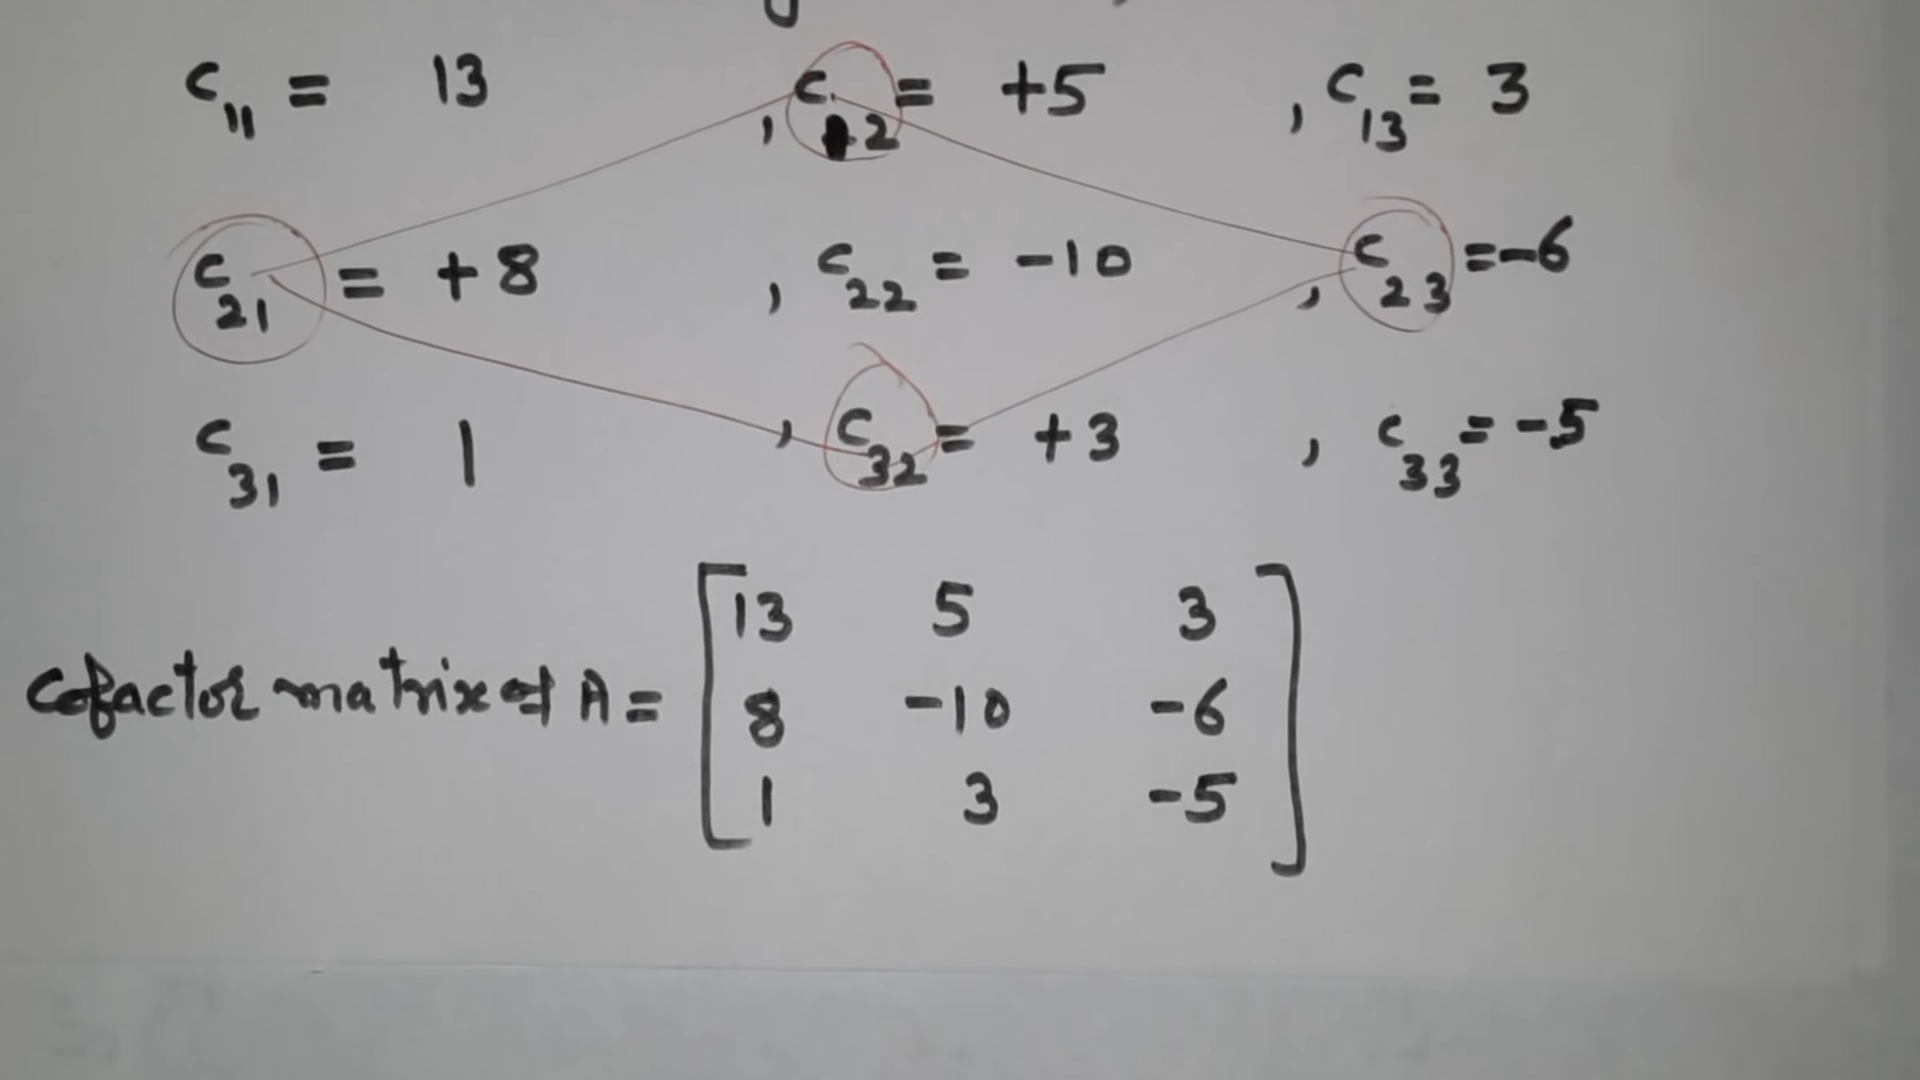 C11 = 13 , C12 = +5 , C13 = 3
C21 = +8 , C22 = -10 , C23 = -6
C31 = 1 , C32 = +3 , C33 = -5
13 5 3
Cofactor matrix of A = 8 -10 -6
1 3 -5